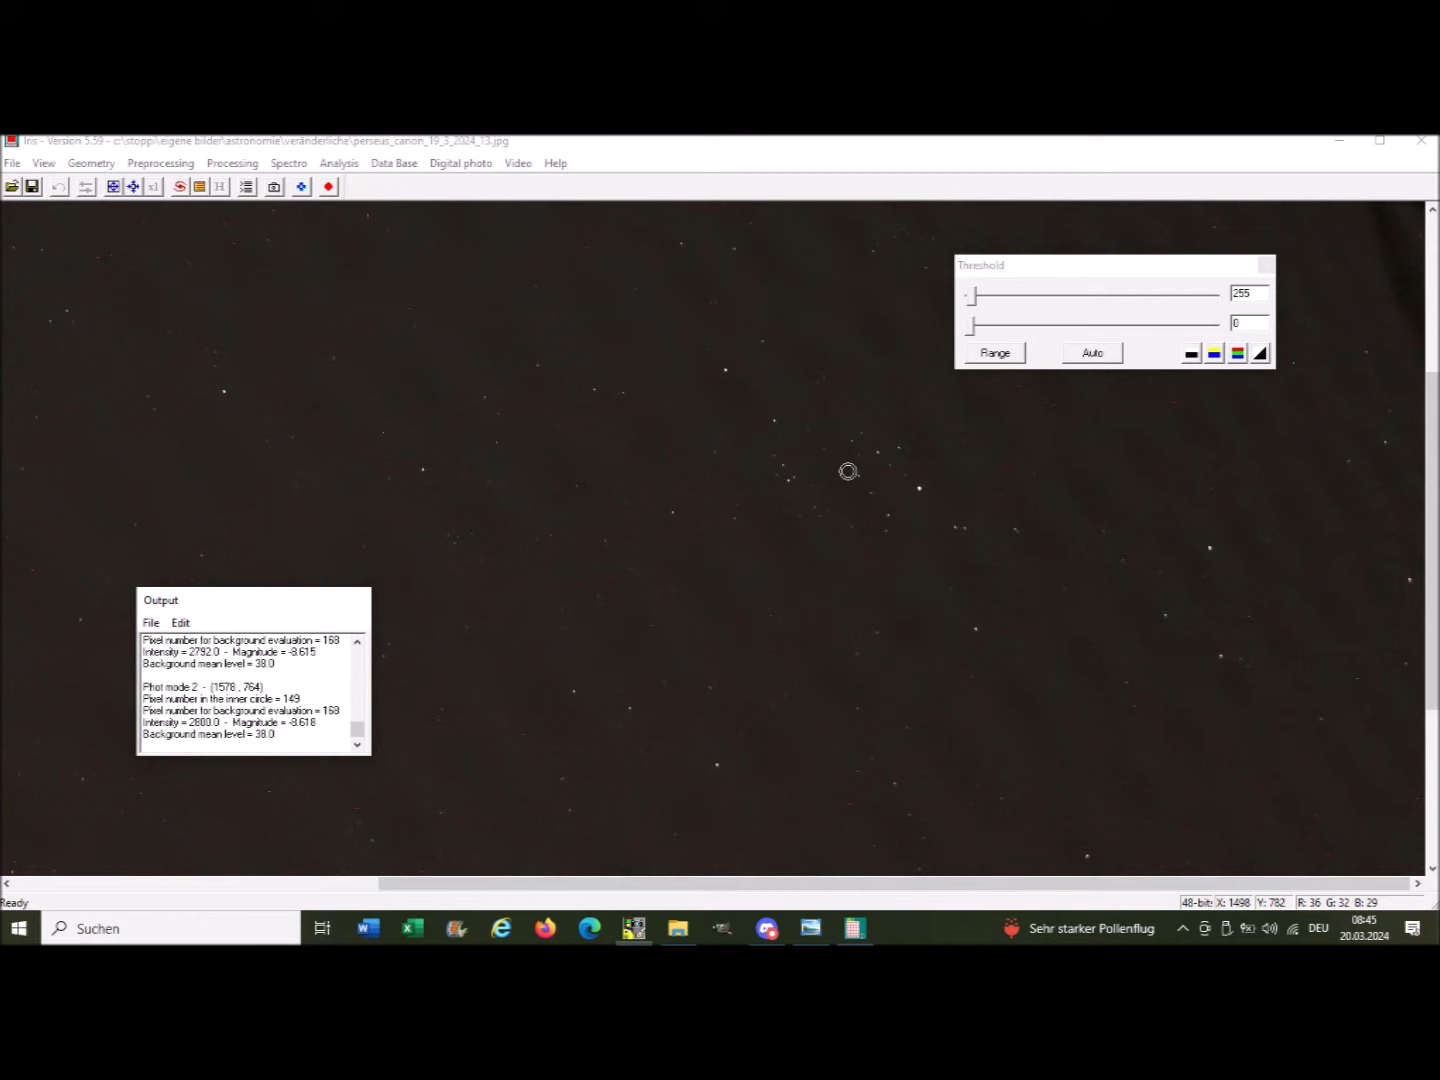 Iris - Version 5.59 - c:\stoppi\eigene bilder\astronomie\veränderliche\perseus_canon_19_3_2024_13.jpg
File View Geometry Preprocessing Processing Spectro Analysis Data Base Digital photo Video Help
x1 H
Threshold
255
0
Range Auto
Output
File Edit
Pixel number for background evaluation = 168
Intensity = 2792.0 - Magnitude = -8.615
Background mean level = 38.0
Phot mode 2 - (1578 , 764)
Pixel number in the inner circle = 149
Pixel number for background evaluation = 168
Intensity = 2800.0 - Magnitude = -8.618
Background mean level = 38.0
Ready
48-bit: X: 1498 Y: 782 R: 36 G: 32 B: 29
Suchen
Sehr starker Pollenflug
DEU
08:45
20.03.2024